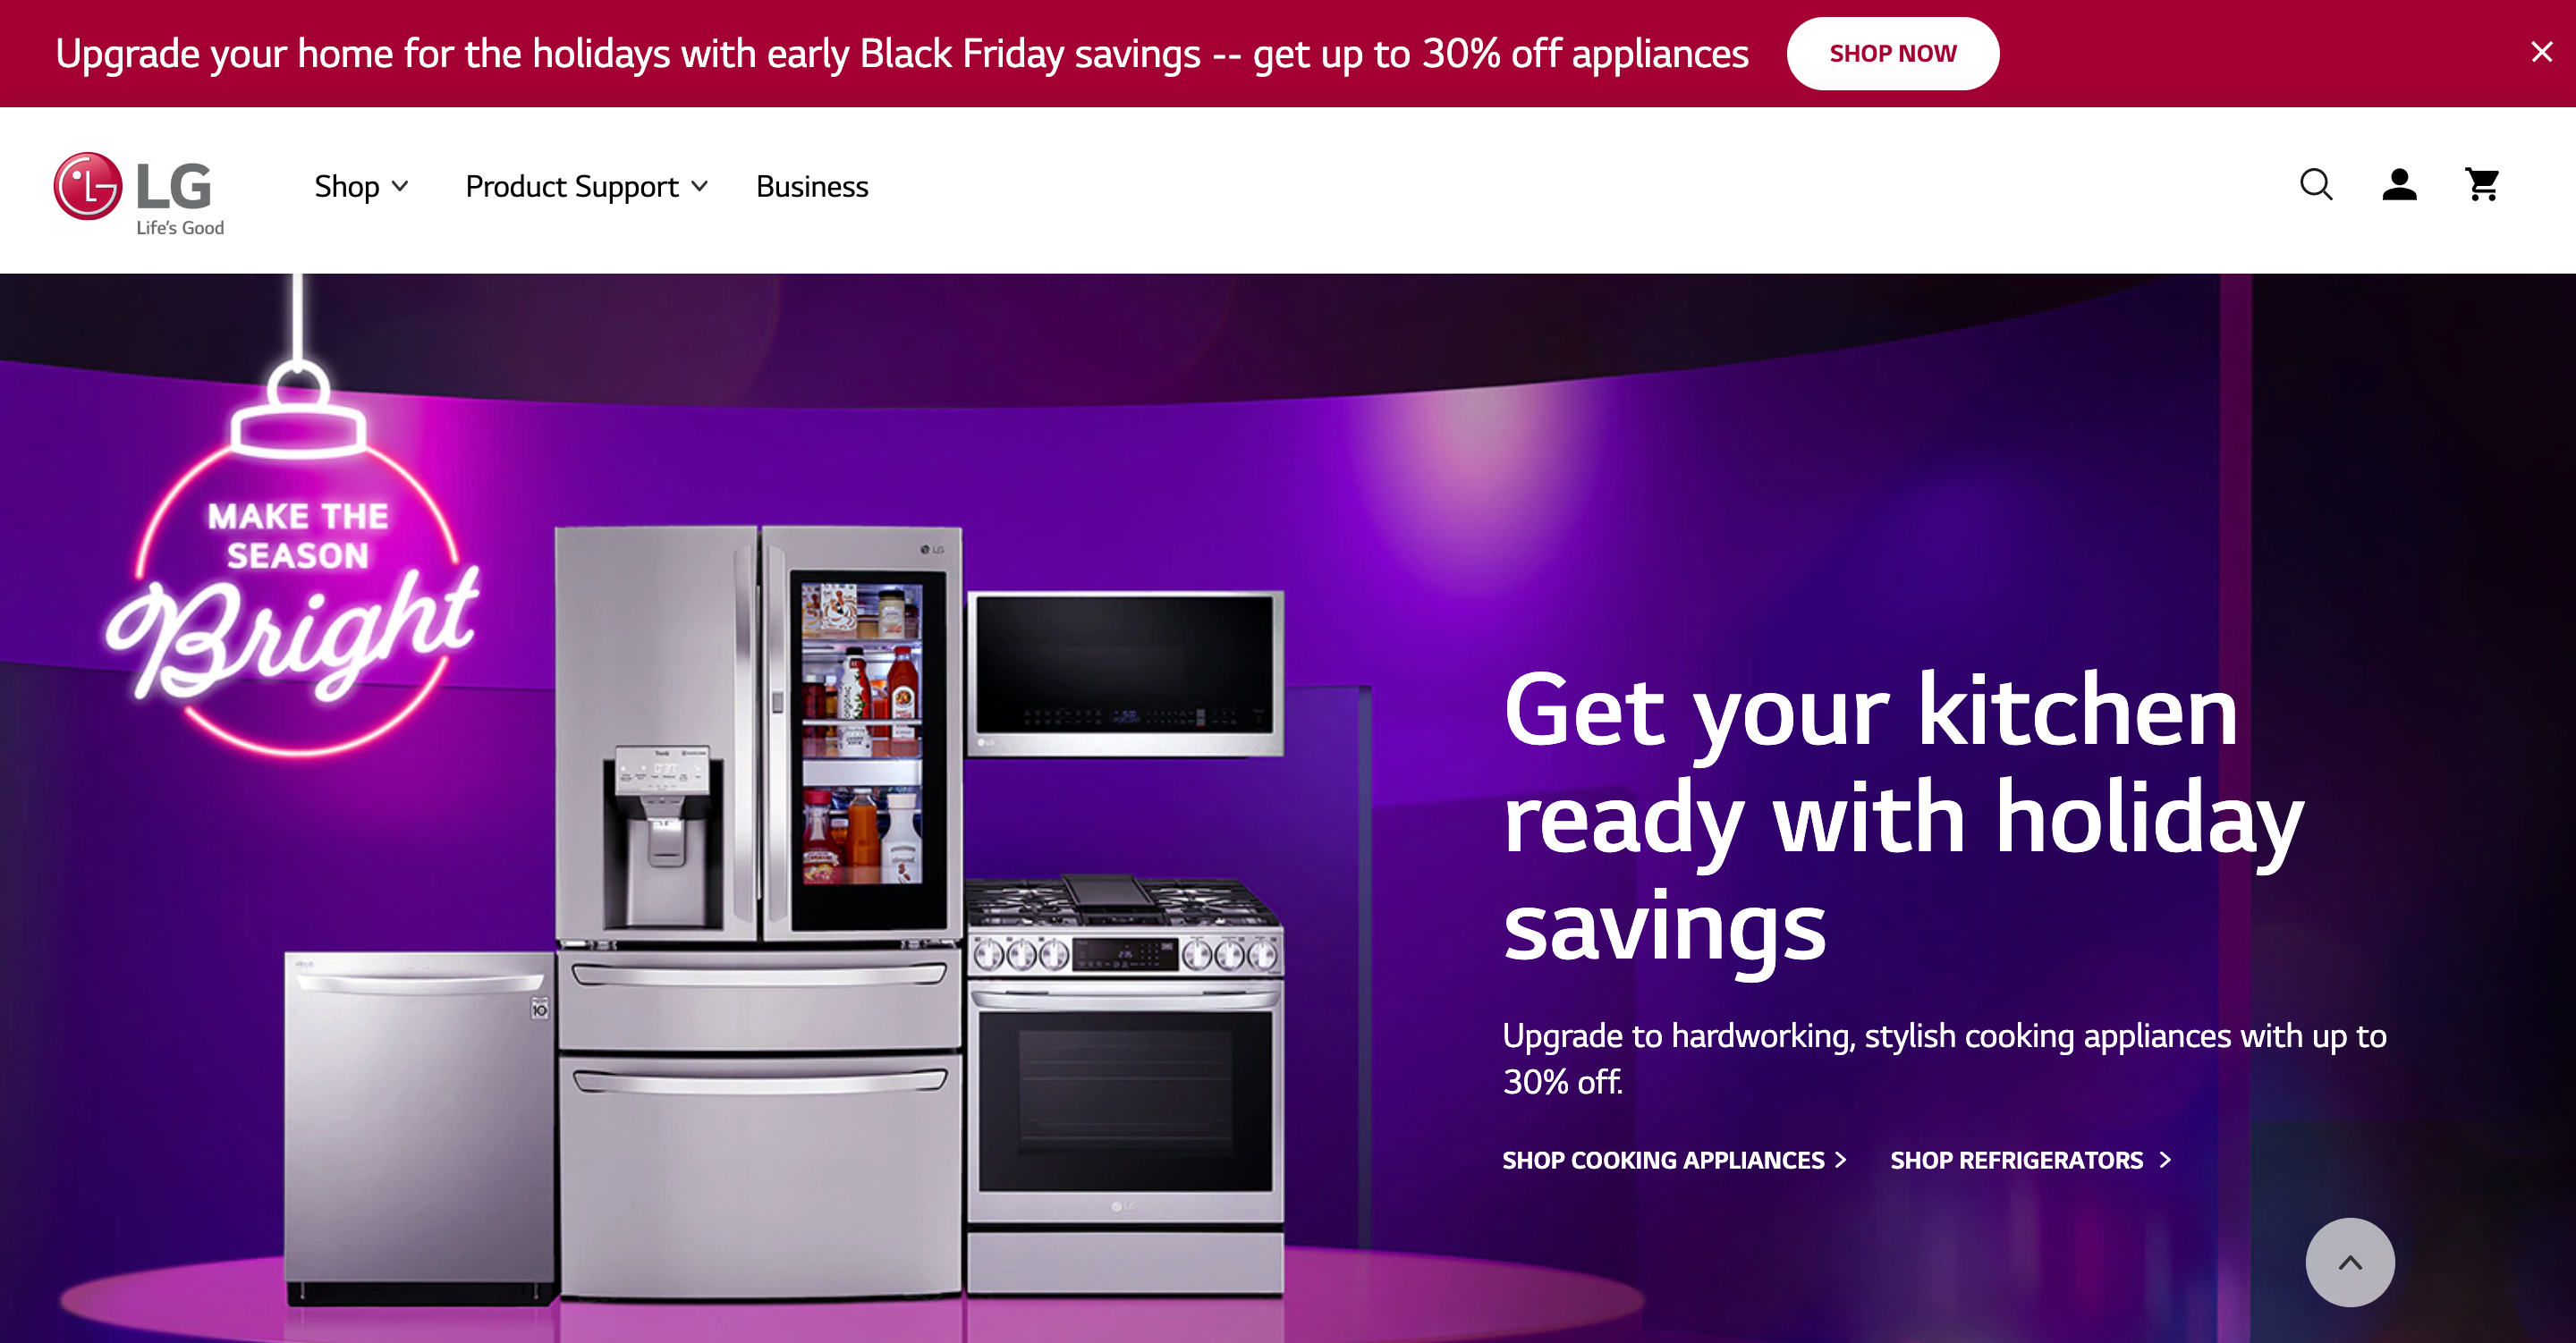 Upgrade your home for the holidays with early Black Friday savings -- get up to 30% off appliances
SHOP NOW
LG
Life's Good
Shop
Product Support
Business
MAKE THE
SEASON
Bright
LG
Get your kitchen
ready with holiday
savings
Upgrade to hardworking, stylish cooking appliances with up to
30% off.
SHOP COOKING APPLIANCES
SHOP REFRIGERATORS
LG